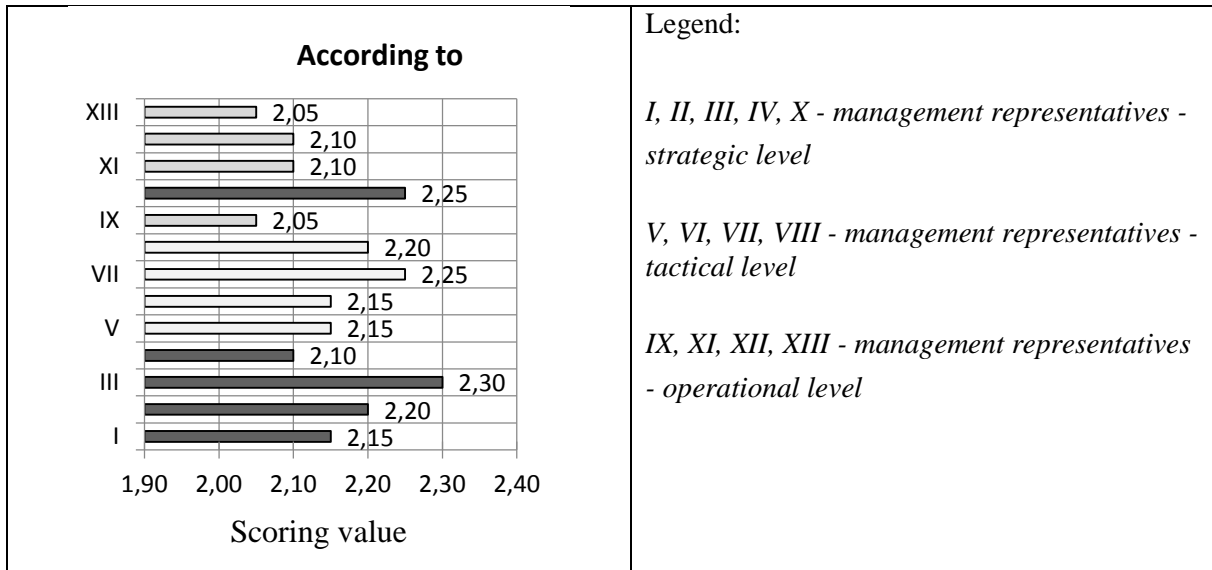 According to
XIII
2,05
2,10
XI
2,10
2,25
IX
2,05
2,20
VII
2,25
2,15
V
2,15
2,10
III
2,30
2,20
I
2,15
1,90 2,00 2,10 2,20 2,30 2,40
Scoring value
Legend:
I, II, III, IV, X - management representatives -
strategic level
V, VI, VII, VIII - management representatives -
tactical level
IX, XI, XII, XIII - management representatives
- operational level